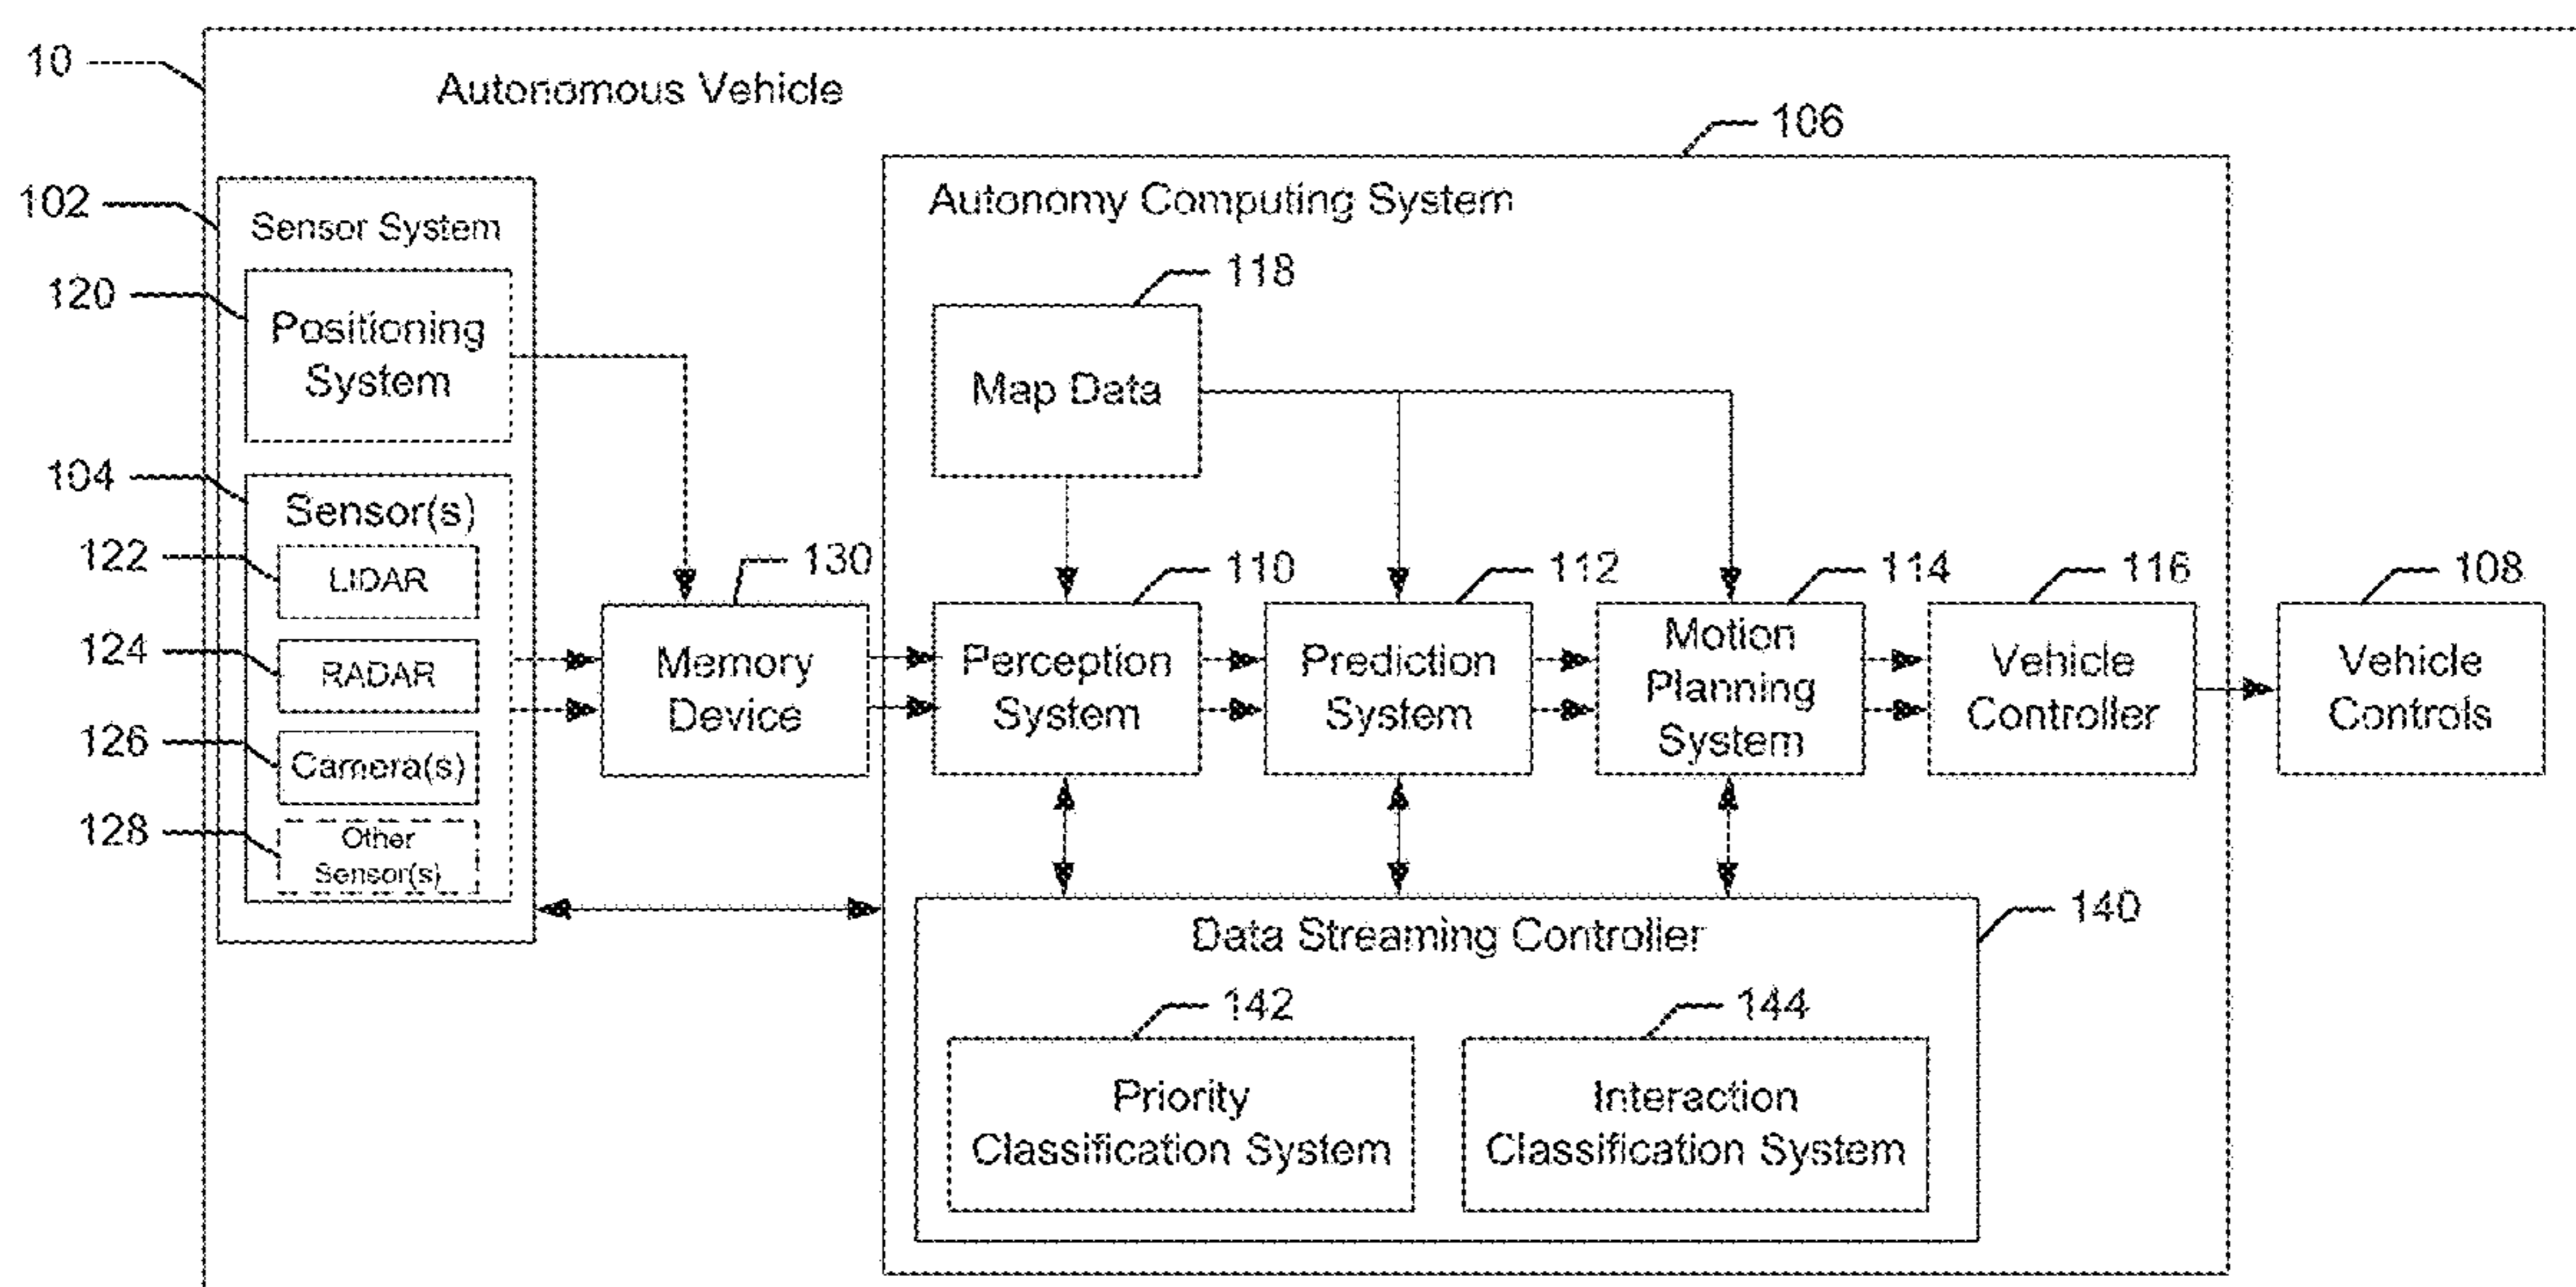 10
Autonomous Vehicle
106
102
Sensor System
Autonomy Computing System
120
Positioning
System
118
Map Data
104
Sensor(s)
122
LIDAR
124
RADAR
126
Camera(s)
128
Other
Sensor(s)
130
Memory
Device
110
Perception
System
112
Prediction
System
114
Motion
Planning
System
116
Vehicle
Controller
108
Vehicle
Controls
140
Data Streaming Controller
142
Priority
Classification System
144
Interaction
Classification System